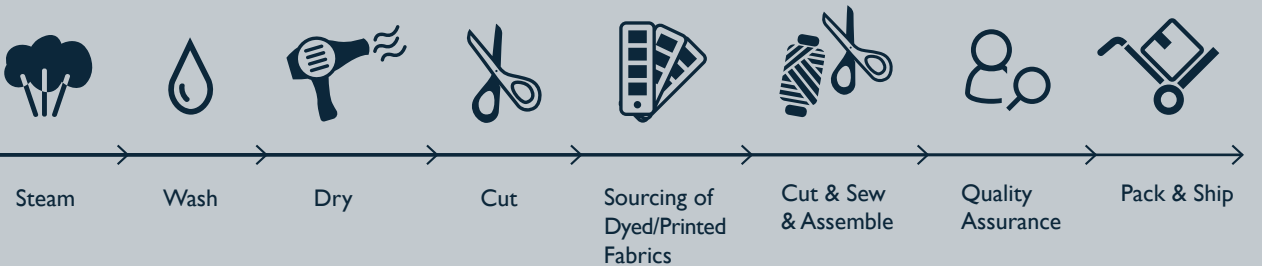 Steam
Wash
Dry
Cut
Sourcing of
Dyed/Printed
Fabrics
Cut & Sew
& Assemble
Quality
Assurance
Pack & Ship